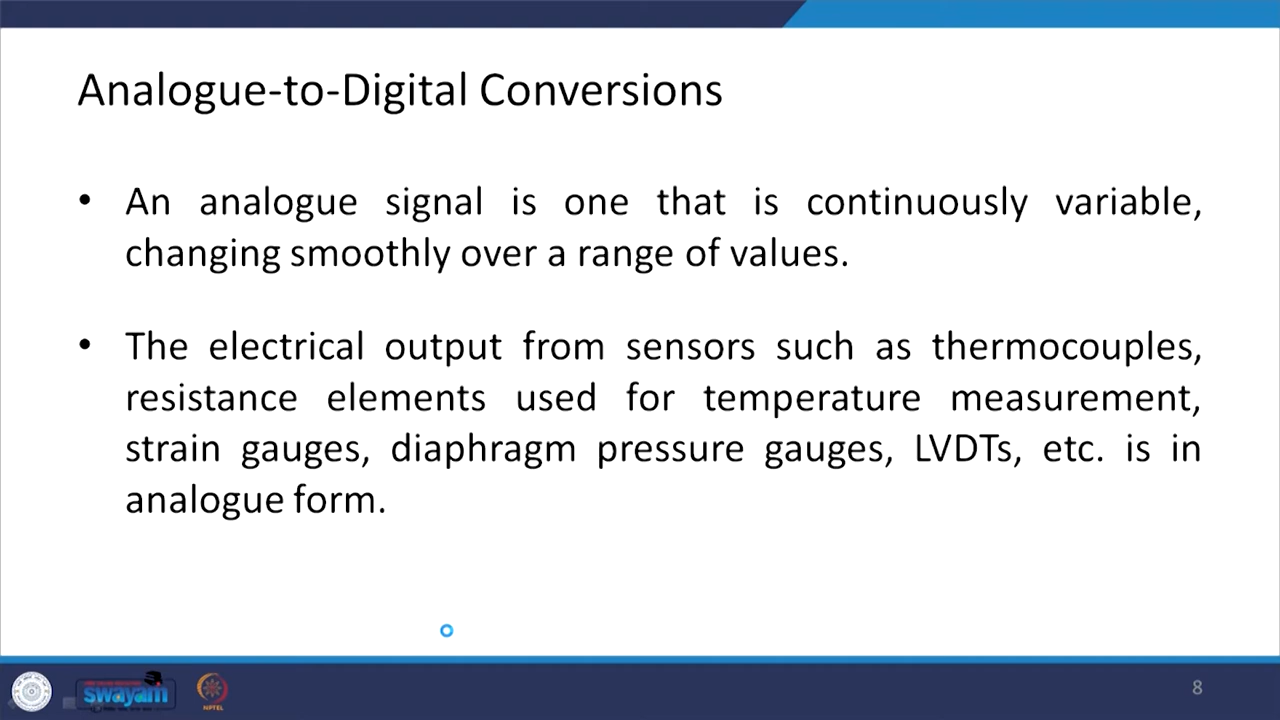 Analogue-to-Digital Conversions
• An analogue signal is one that is continuously variable,
changing smoothly over a range of values.
• The electrical output from sensors such as thermocouples,
resistance elements used for temperature measurement,
strain gauges, diaphragm pressure gauges, LVDTs, etc. is in
analogue form.
swayam
NPTEL
8